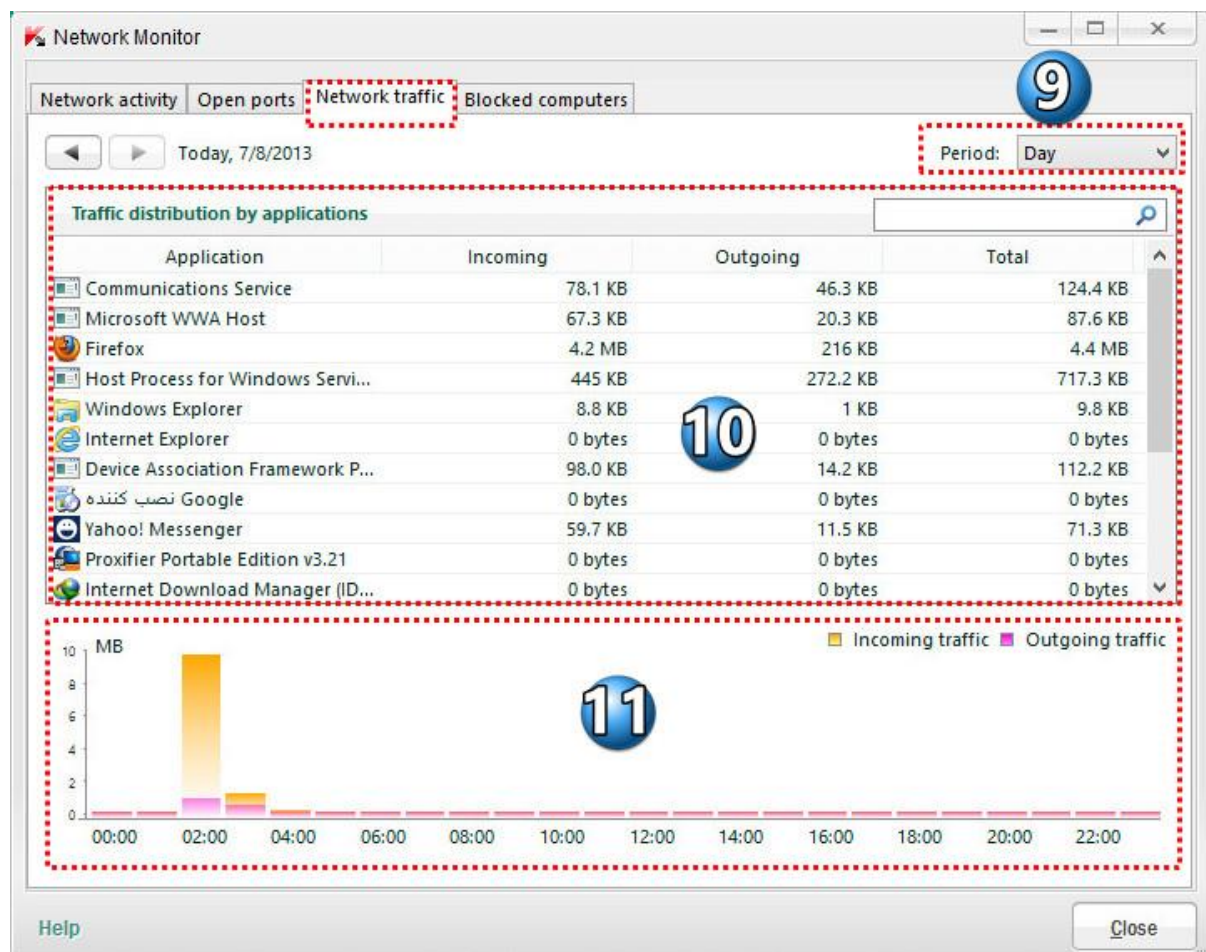 Network Monitor
9
Network activity Open ports Network traffic Blocked computers
Today, 7/8/2013 Period: Day
Traffic distribution by applications
Application Incoming Outgoing Total
Communications Service 78.1 KB 46.3 KB 124.4 KB
Microsoft WWA Host 67.3 KB 20.3 KB 87.6 KB
Firefox 4.2 MB 216 KB 4.4 MB
Host Process for Windows Servi... 445 KB 272.2 KB 717.3 KB
Windows Explorer 8.8 KB 1 KB 9.8 KB
10
Internet Explorer 0 bytes 0 bytes 0 bytes
Device Association Framework P... 98.0 KB 14.2 KB 112.2 KB
نصب کننده Google 0 bytes 0 bytes 0 bytes
Yahoo! Messenger 59.7 KB 11.5 KB 71.3 KB
Proxifier Portable Edition v3.21 0 bytes 0 bytes 0 bytes
Internet Download Manager (ID... 0 bytes 0 bytes 0 bytes
MB Incoming traffic Outgoing traffic
10
8
11
6
4
2
0
00:00 02:00 04:00 06:00 08:00 10:00 12:00 14:00 16:00 18:00 20:00 22:00
Help Close